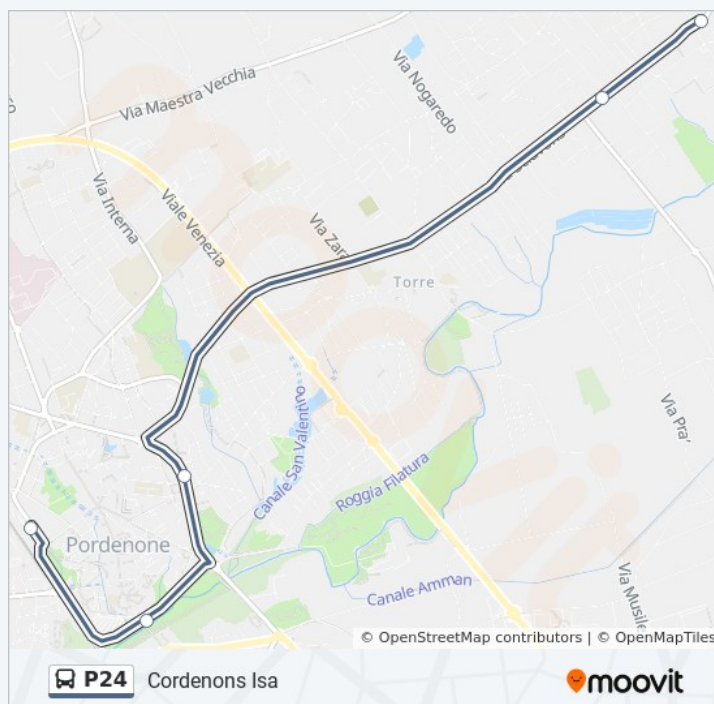 Via Maestra Vecchia
Via Nogaredo
Via Interna
Viale Venezia
Via Zara
Torre
Canale San Valentino
Via Pra'
Roggia Filatura
Pordenone
Canale Amman
Via Musile
© OpenStreetMap contributors | © OpenMapTiles
P24 Cordenons Isa
moovit